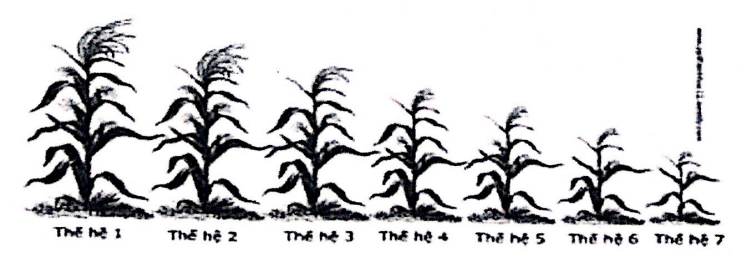 Thế hệ 1 Thế hệ 2 Thế hệ 3 Thế hệ 4 Thế hệ 5 Thế hệ 6 Thế hệ 7